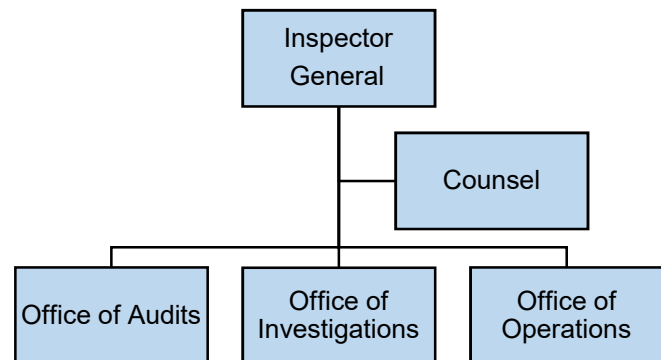 Inspector
General
Counsel
Office of Audits
Office of
Investigations
Office of
Operations